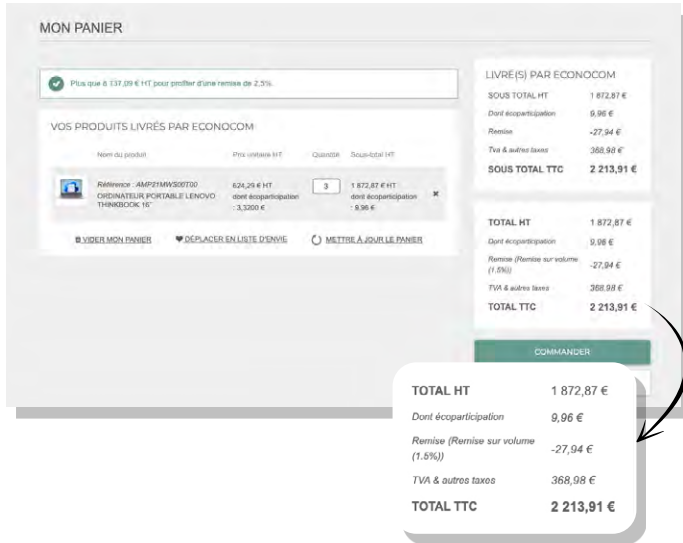 MON PANIER
Plus que 8 137,09 € HT pour profiter d'une remise de 2,5%.
VOS PRODUITS LIVRÉS PAR ECONOCOM
Nom du produit Prix unitaire HT Quantité Sous-total HT
Référence : AMP21MWS00T00
ORDINATEUR PORTABLE LENOVO
THINKBOOK 16"
624,29 € HT
dont écoparticipation
: 3,3200 €
3
1 872,87 € HT
dont écoparticipation
: 9,96 €
VIDER MON PANIER DÉPLACER EN LISTE D'ENVIE METTRE À JOUR LE PANIER
LIVRÉ(S) PAR ECONOCOM
SOUS TOTAL HT 1 872,87 €
Dont écoparticipation 9,96 €
Remise -27,94 €
Tva & autres taxes 368,98 €
SOUS TOTAL TTC 2 213,91 €
TOTAL HT 1 872,87 €
Dont écoparticipation 9,96 €
Remise (Remise sur volume
(1.5%)) -27,94 €
TVA & autres taxes 368,98 €
TOTAL TTC 2 213,91 €
COMMANDER
TOTAL HT 1 872,87 €
Dont écoparticipation 9,96 €
Remise (Remise sur volume
(1.5%)) -27,94 €
TVA & autres taxes 368,98 €
TOTAL TTC 2 213,91 €